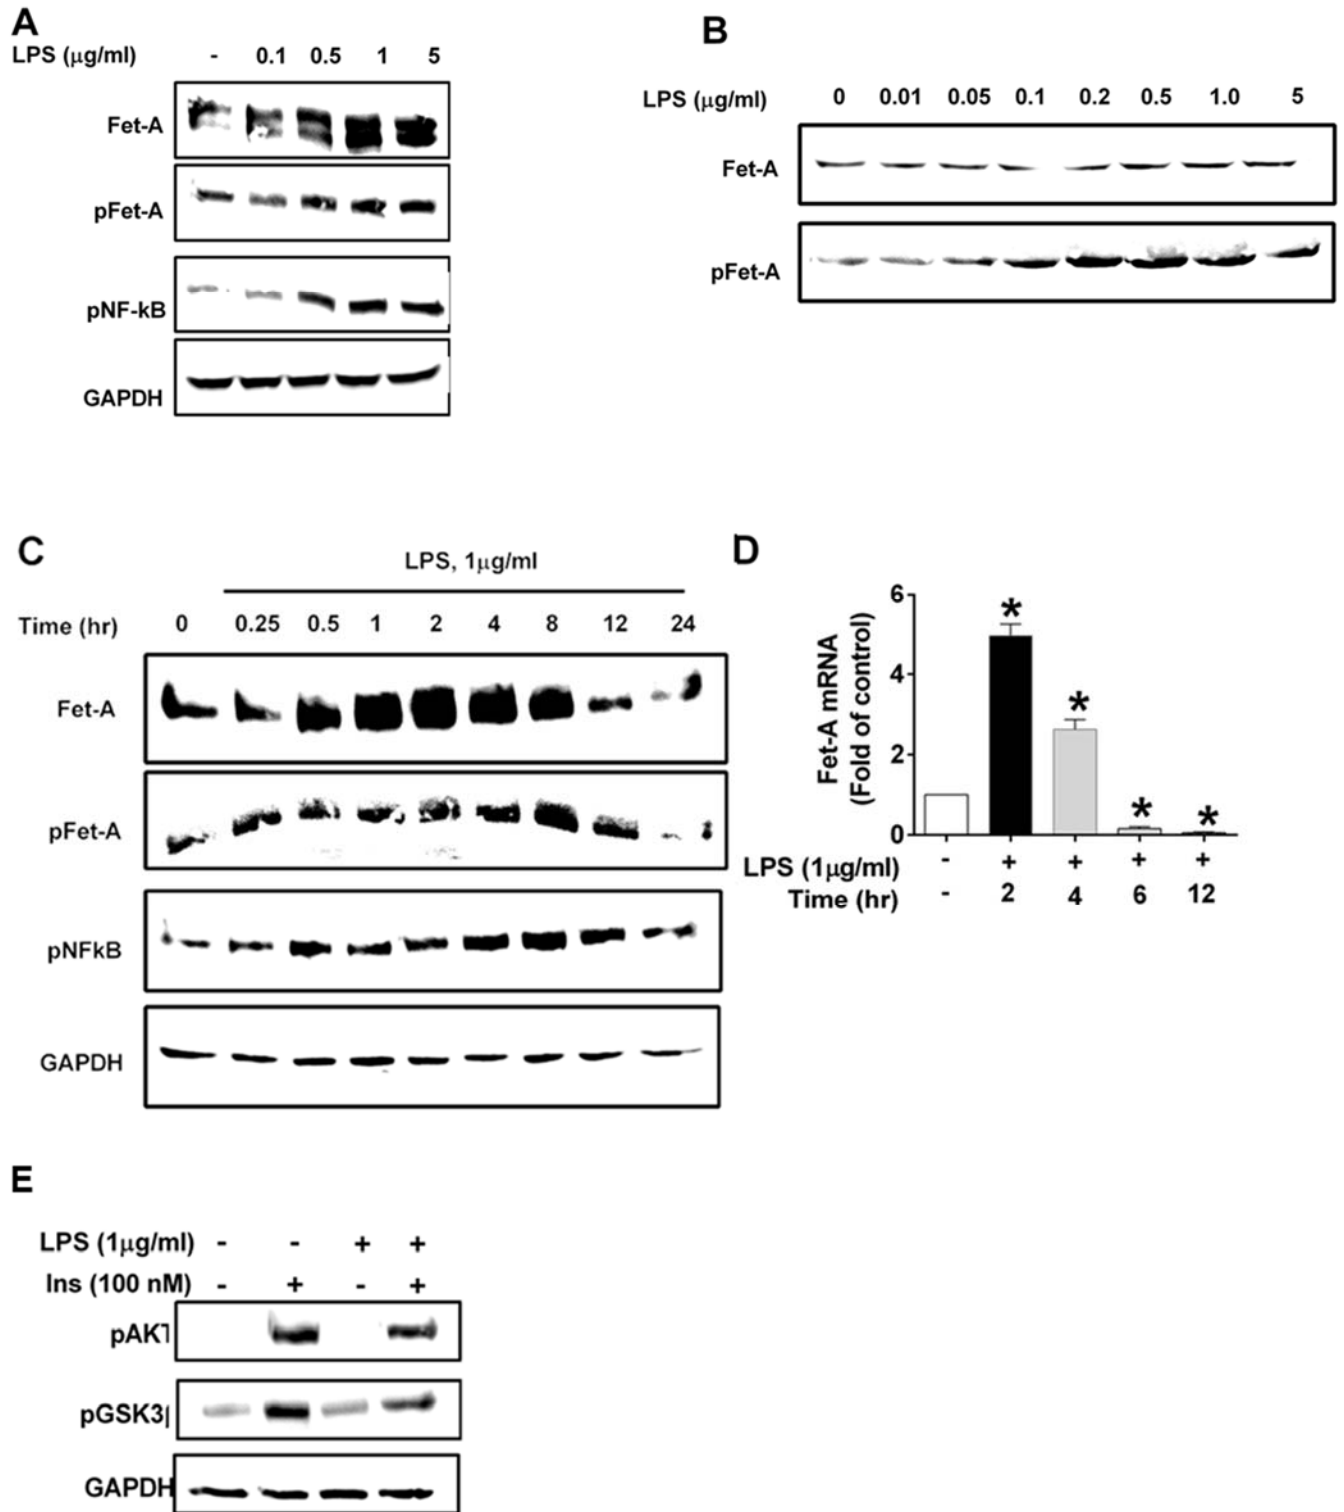 A
LPS (μg/ml) - 0.1 0.5 1 5
Fet-A
pFet-A
pNF-kB
GAPDH
B
LPS (μg/ml) 0 0.01 0.05 0.1 0.2 0.5 1.0 5
Fet-A
pFet-A
C
LPS, 1μg/ml
Time (hr) 0 0.25 0.5 1 2 4 8 12 24
Fet-A
pFet-A
pNFkB
GAPDH
D
Fet-A mRNA
(Fold of control)
6
4
2
0
* * * *
LPS (1μg/ml) - + + + +
Time (hr) - 2 4 6 12
E
LPS (1μg/ml) - - + +
Ins (100 nM) - + - +
pAKT
pGSK3
GAPDH